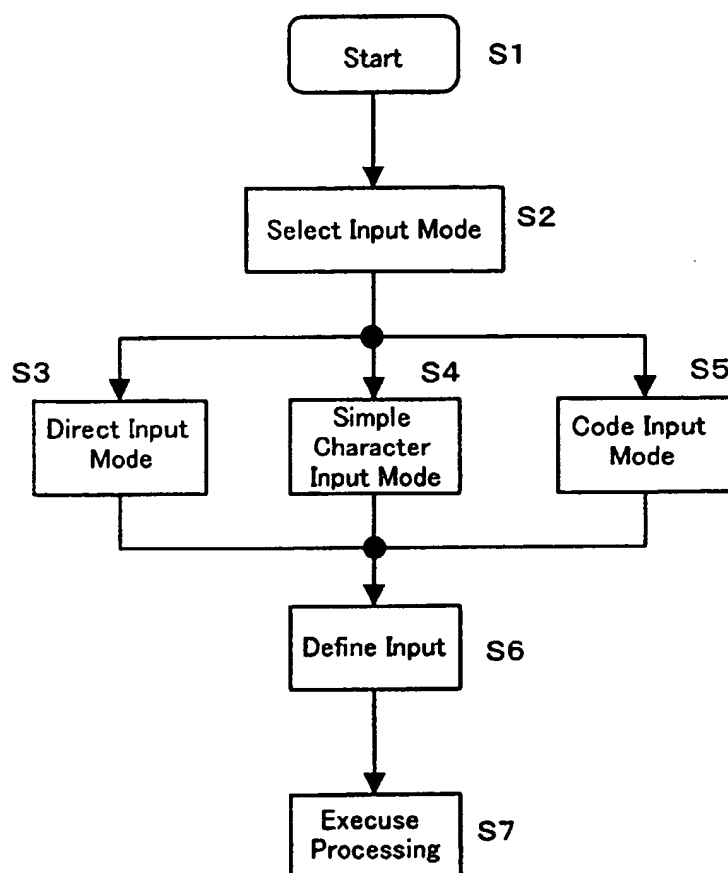 Start
S1
Select Input Mode
S2
S3
Direct Input
Mode
S4
Simple
Character
Input Mode
S5
Code Input
Mode
Define Input
S6
Execuse
Processing
S7